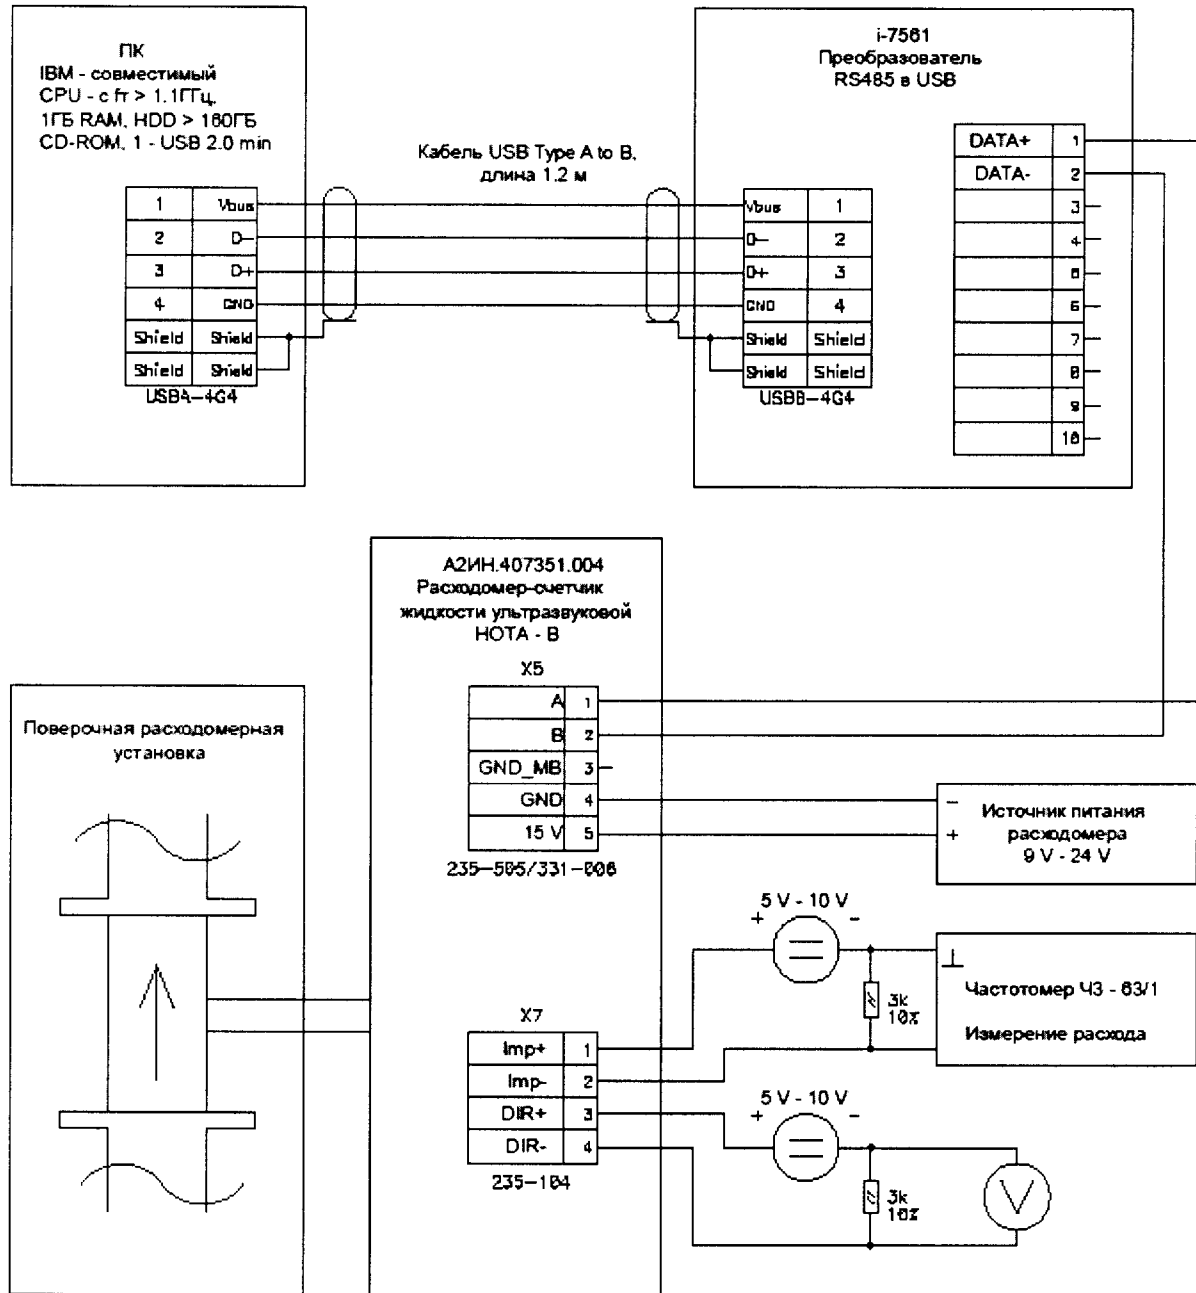 ПК
IBM - совместимый
CPU - с fт > 1.1ГГц,
1ГБ RAM, HDD > 160ГБ
CD-ROM, 1 - USB 2.0 min
1 Vbus
2 D-
3 D+
4 GND
Shield Shield
Shield Shield
USBA-4G4
Кабель USB Type A to B,
длина 1.2 м
i-7561
Преобразователь
RS485 в USB
Vbus 1
D- 2
D+ 3
GND 4
Shield Shield
Shield Shield
USBB-4G4
DATA+ 1
DATA- 2
3
4
5
6
7
8
9
10
А2ИН.407351.004
Расходомер-счетчик
жидкости ультразвуковой
НОТА - В
X5
A 1
B 2
GND_MB 3
GND 4
15 V 5
235-505/331-006
X7
Imp+ 1
Imp- 2
DIR+ 3
DIR- 4
235-104
Поверочная расходомерная
установка
- Источник питания
+ расходомера
9 V - 24 V
5 V - 10 V
+ -
3k
10%
⊥
Частотомер ЧЗ - 63/1
Измерение расхода
5 V - 10 V
+ -
3k
10%
V